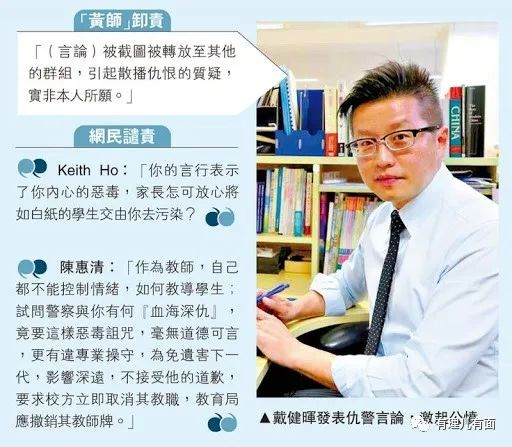 「黃師」卸責
「（言論）被截圖被轉放至其他
的群組，引起散播仇恨的質疑，
實非本人所願。」
網民譴責
Keith Ho：「你的言行表示
了你內心的惡毒，家長怎可放心將
如白紙的學生交由你去污染？
陳惠清：「作為教師，自己
都不能控制情緒，如何教導學生；
試問警察與你有何『血海深仇』，
竟要這樣惡毒詛咒，毫無道德可言
，更有違專業操守，為免遺害下一
代，影響深遠，不接受他的道歉，
要求校方立即取消其教職，教育局
應撤銷其教師牌。」
CHINA
▲戴健暉發表仇警言論，激起公憤